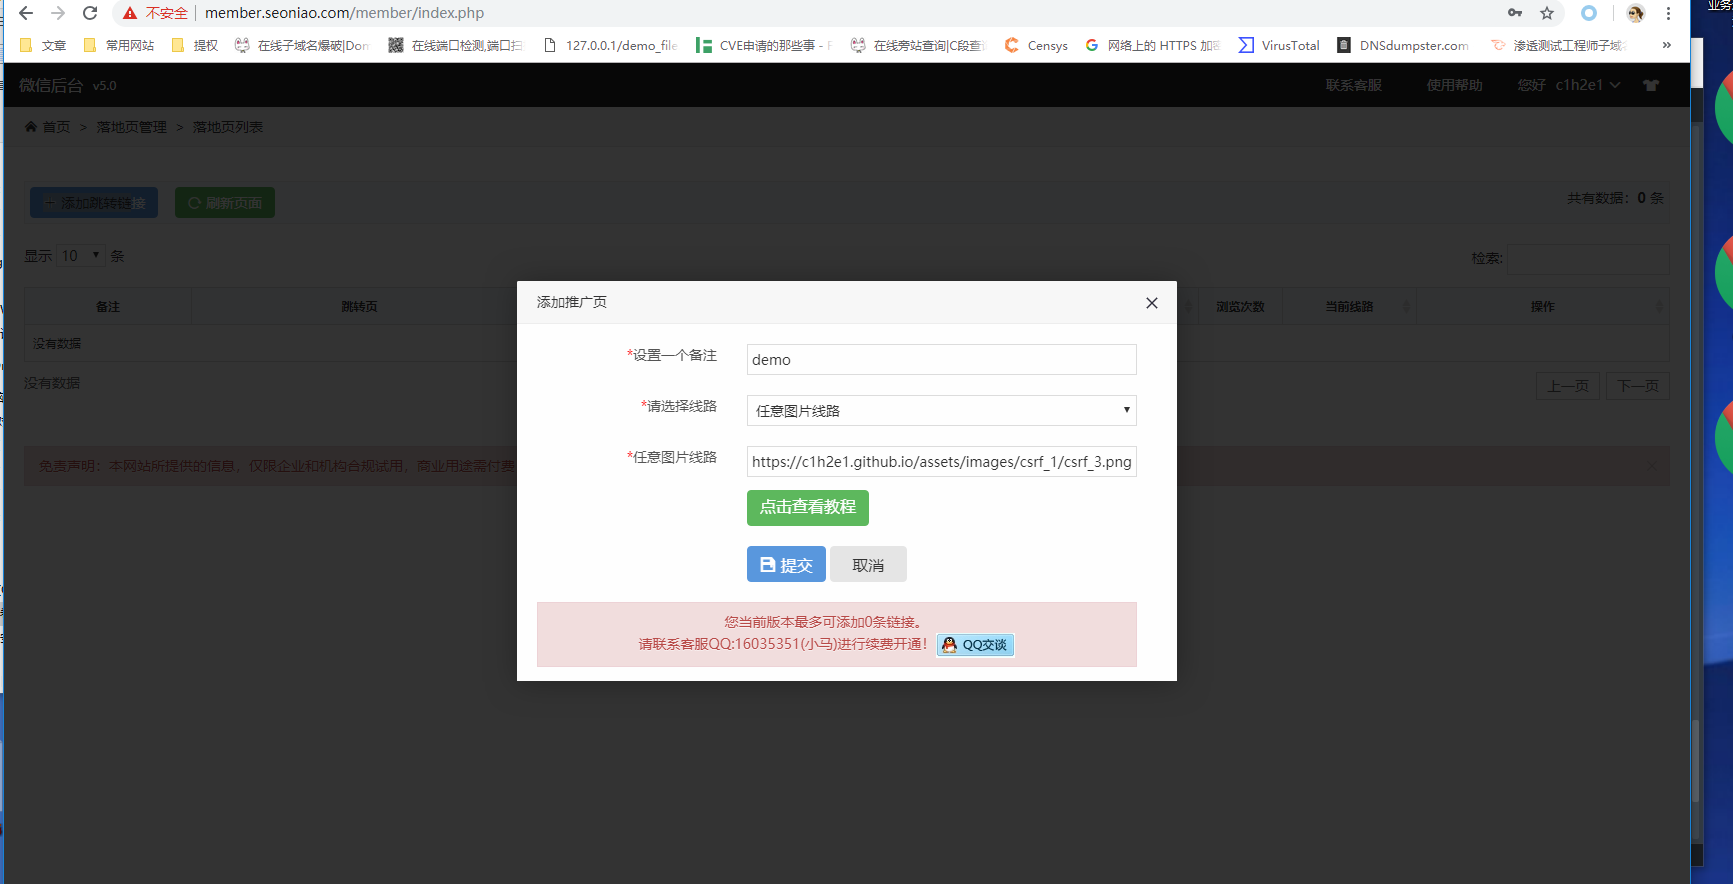 业务
不安全 member.seoniao.com/member/index.php
文章 常用网站 提权 在线子域名爆破|Dom 在线端口检测,端口扫 127.0.0.1/demo_file CVE申请的那些事 - 在线旁站查询|C段查 Censys 网络上的 HTTPS 加密 VirusTotal DNSdumpster.com 渗透测试工程师子域 »
微信后台 v5.0 联系客服 使用帮助 您好 c1h2e1
首页 > 落地页管理 > 落地页列表
添加跳转链接 刷新页面 共有数据：0 条
显示 10 条 检索:
备注 跳转页 浏览次数 当前线路 操作
没有数据
没有数据 上一页 下一页
免责声明：本网站所提供的信息，仅限企业和机构合规试用，商业用途需付费
添加推广页
*设置一个备注 demo
*请选择线路 任意图片线路
*任意图片线路 https://c1h2e1.github.io/assets/images/csrf_1/csrf_3.png
点击查看教程
提交 取消
您当前版本最多可添加0条链接。
请联系客服QQ:16035351(小马)进行续费开通！ QQ交谈